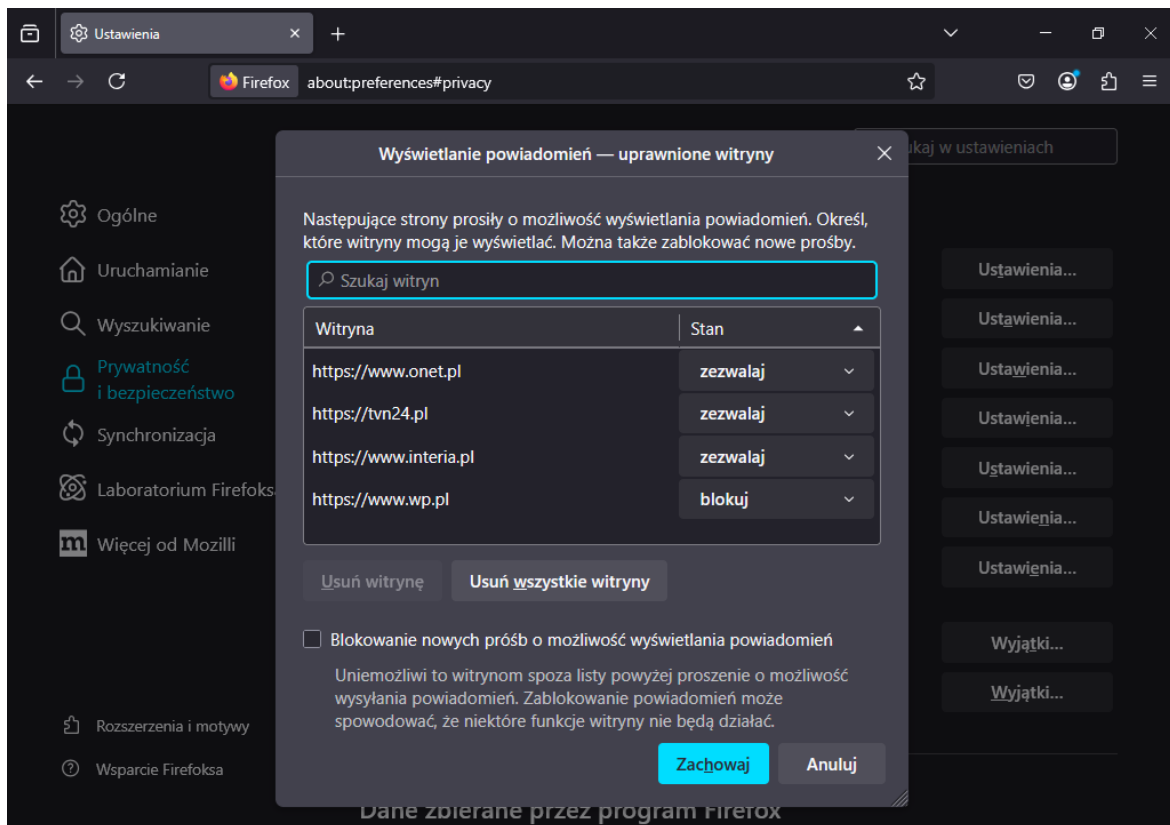 Ustawienia
Firefox about:preferences#privacy
Wyświetlanie powiadomień — uprawnione witryny
w ustawieniach
Następujące strony prosiły o możliwość wyświetlania powiadomień. Określ,
które witryny mogą je wyświetlać. Można także zablokować nowe prośby.
Szukaj witryn
Witryna Stan
https://www.onet.pl zezwalaj
https://tvn24.pl zezwalaj
https://www.interia.pl zezwalaj
https://www.wp.pl blokuj
Usuń witrynę Usuń wszystkie witryny
Blokowanie nowych próśb o możliwość wyświetlania powiadomień
Uniemożliwi to witrynom spoza listy powyżej proszenie o możliwość
wysyłania powiadomień. Zablokowanie powiadomień może
spowodować, że niektóre funkcje witryny nie będą działać.
Zachowaj Anuluj
Ogólne
Uruchamianie
Wyszukiwanie
Prywatność
i bezpieczeństwo
Synchronizacja
Laboratorium Firefoks
Więcej od Mozilli
Rozszerzenia i motywy
Wsparcie Firefoksa
Ustawienia...
Ustawienia...
Ustawienia...
Ustawienia...
Ustawienia...
Ustawienia...
Ustawienia...
Wyjątki...
Wyjątki...
Dane zbierane przez program Firefox